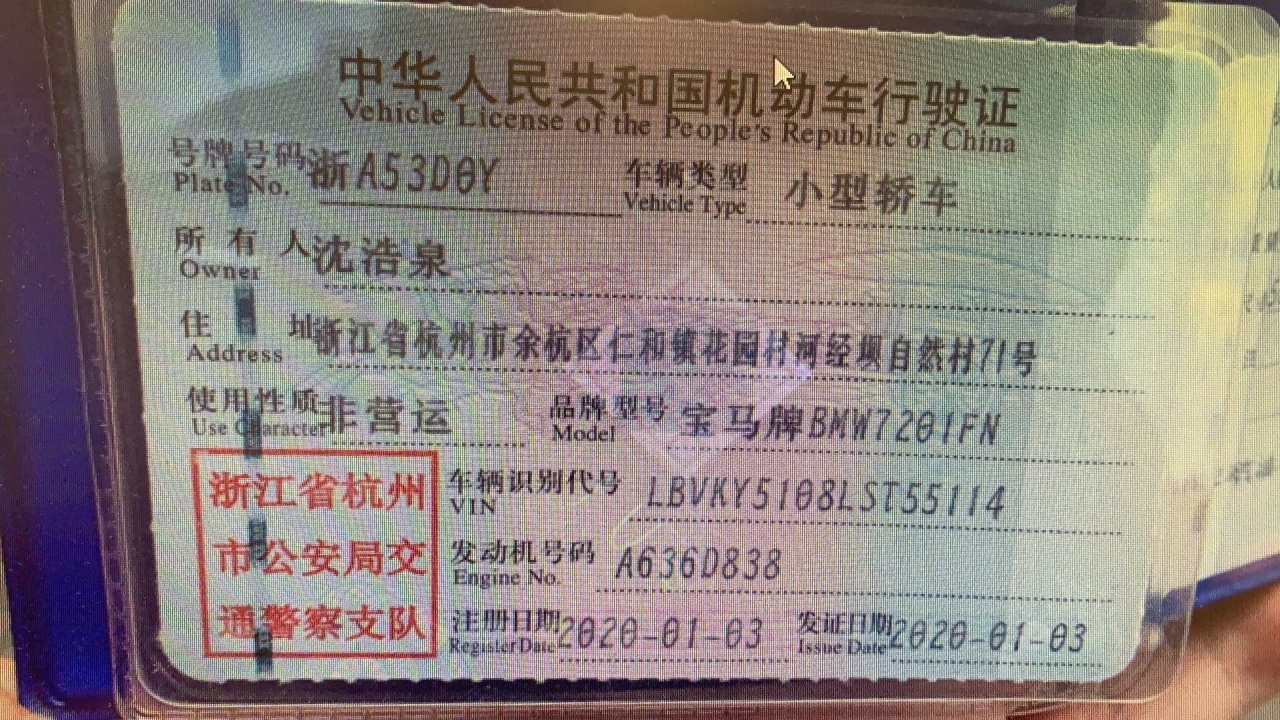 中华人民共和国机动车行驶证
Vehicle License of the People's Republic of China
号牌号码 浙A53D0Y 车辆类型 小型轿车
Plate No. Vehicle Type
所有人 沈浩泉
Owner
住址 浙江省杭州市余杭区仁和镇花园村河经坝自然村71号
Address
使用性质 非营运 品牌型号 宝马牌BMW7201FN
Use Character Model
浙江省杭州
市公安局交
通警察支队
车辆识别代号 LBVKY5108LST55114
VIN
发动机号码 A636D838
Engine No.
注册日期 2020-01-03 发证日期 2020-01-03
Register Date Issue Date